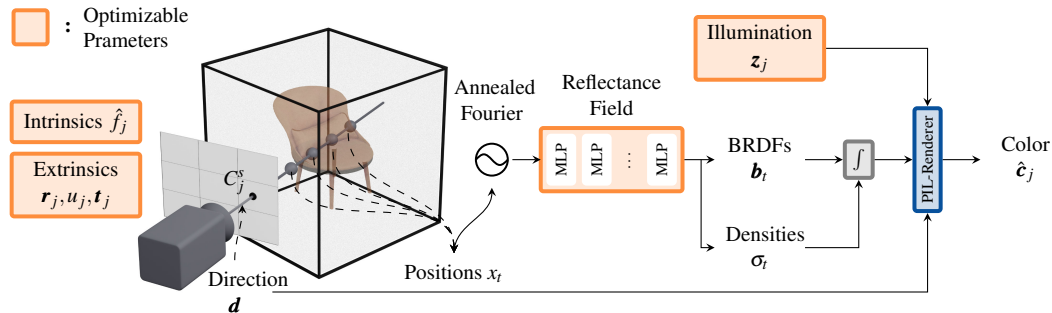 : Optimizable
Prameters
Intrinsics f̂_j
Extrinsics
r_j, u_j, t_j
C_j^s
Direction
d
Positions x_t
Annealed
Fourier
Reflectance
Field
MLP
MLP
...
MLP
BRDFs
b_t
Densities
σ_t
∫
Illumination
z_j
PIL-Renderer
Color
ĉ_j